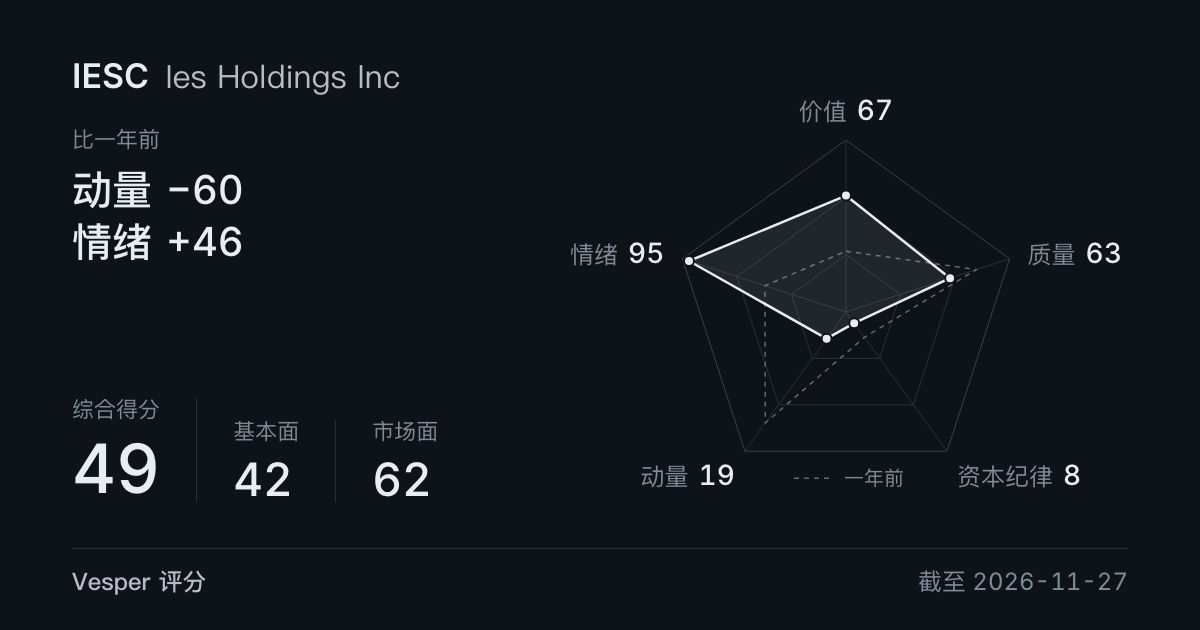 IESC Ies Holdings Inc
比一年前
动量 −60
情绪 +46
价值 67
情绪 95
质量 63
动量 19
一年前
资本纪律 8
综合得分
49
基本面
42
市场面
62
Vesper 评分
截至 2026-11-27